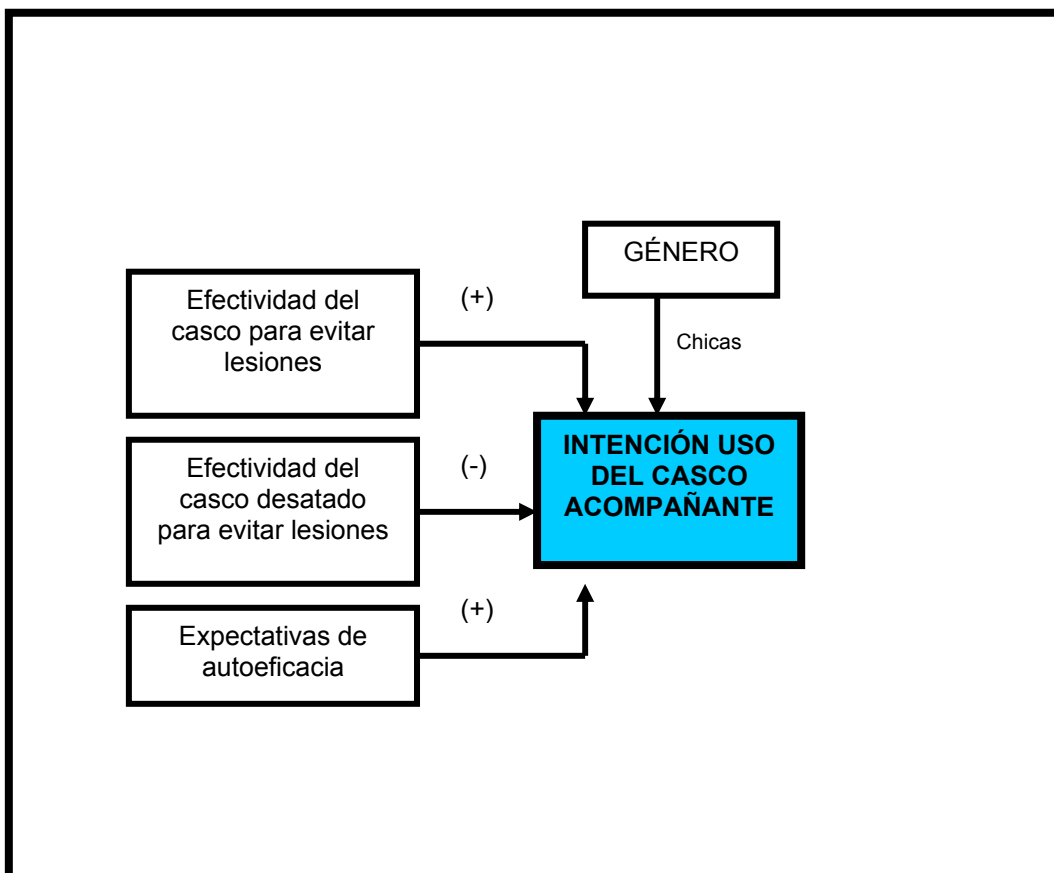 GÉNERO
Efectividad del
casco para evitar
lesiones
(+)
Chicas
Efectividad del
casco desatado
para evitar lesiones
(-)
INTENCIÓN USO
DEL CASCO
ACOMPAÑANTE
Expectativas de
autoeficacia
(+)